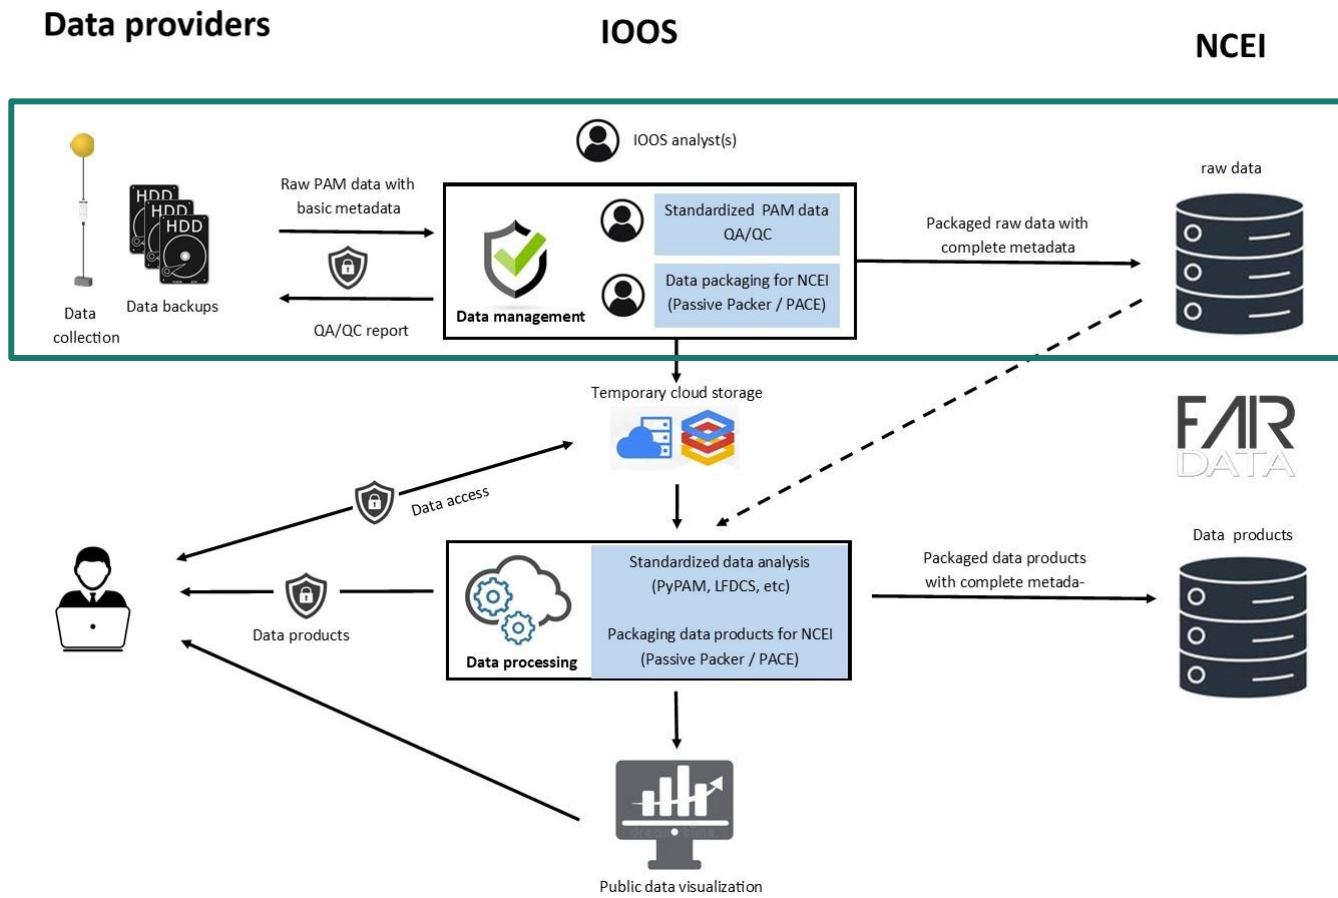 Data providers
IOOS
NCEI
IOOS analyst(s)
raw data
Raw PAM data with
basic metadata
HDD
HDD
HDD
Standardized PAM data
QA/QC
Packaged raw data with
complete metadata
Data packaging for NCEI
(Passive Packer / PACE)
Data management
Data backups
Data
collection
QA/QC report
Temporary cloud storage
FAIR
DATA
Data access
Data products
Standardized data analysis
(PyPAM, LFDCS, etc)
Packaged data products
with complete metada-
Packaging data products for NCEI
(Passive Packer / PACE)
Data processing
Data products
Public data visualization